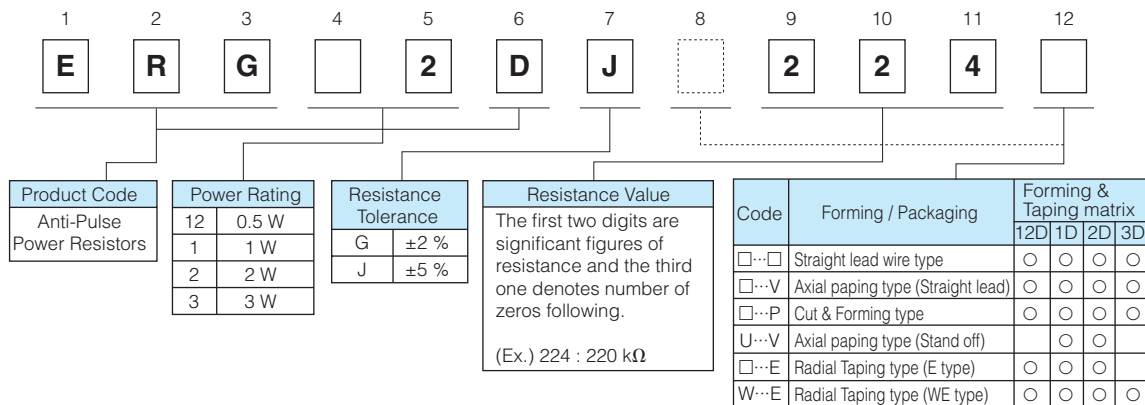 1 2 3 4 5 6 7 8 9 10 11 12
E R G 2 D J 2 2 4
Product Code
Anti-Pulse
Power Resistors
Power Rating
12 0.5 W
1 1 W
2 2 W
3 3 W
Resistance
Tolerance
G ±2 %
J ±5 %
Resistance Value
The first two digits are
significant figures of
resistance and the third
one denotes number of
zeros following.
(Ex.) 224 : 220 kΩ
Code Forming / Packaging Forming &
Taping matrix
12D 1D 2D 3D
□···□ Straight lead wire type ○ ○ ○ ○
□···V Axial paping type (Straight lead) ○ ○ ○ ○
□···P Cut & Forming type ○ ○ ○ ○
U···V Axial paping type (Stand off) ○ ○
□···E Radial Taping type (E type) ○ ○ ○
W···E Radial Taping type (WE type) ○ ○ ○ ○